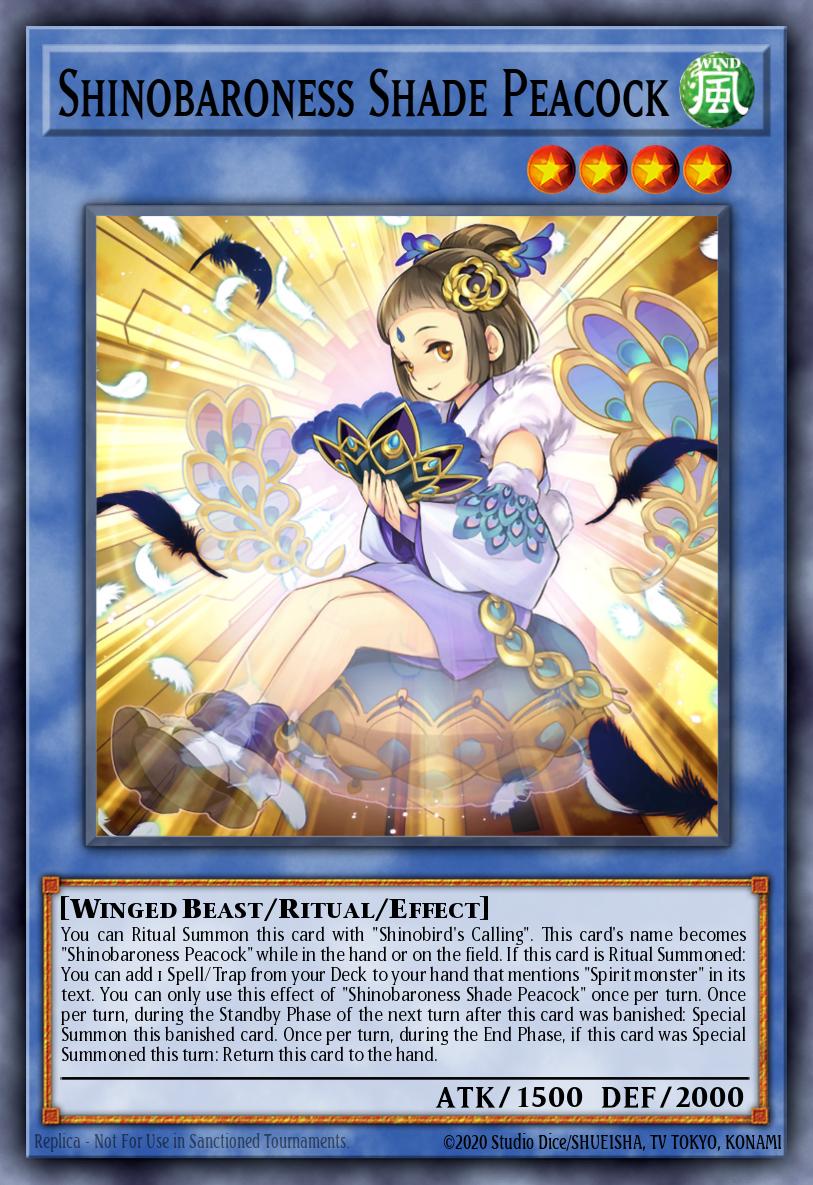 Shinobaroness Shade Peacock
WIND
風
[Winged Beast/Ritual/Effect]
You can Ritual Summon this card with "Shinobird's Calling". This card's name becomes
"Shinobaroness Peacock" while in the hand or on the field. If this card is Ritual Summoned:
You can add 1 Spell/Trap from your Deck to your hand that mentions "Spirit monster" in its
text. You can only use this effect of "Shinobaroness Shade Peacock" once per turn. Once
per turn, during the Standby Phase of the next turn after this card was banished: Special
Summon this banished card. Once per turn, during the End Phase, if this card was Special
Summoned this turn: Return this card to the hand.
ATK/1500 DEF/2000
Replica - Not For Use in Sanctioned Tournaments. ©2020 Studio Dice/SHUEISHA, TV TOKYO, KONAMI